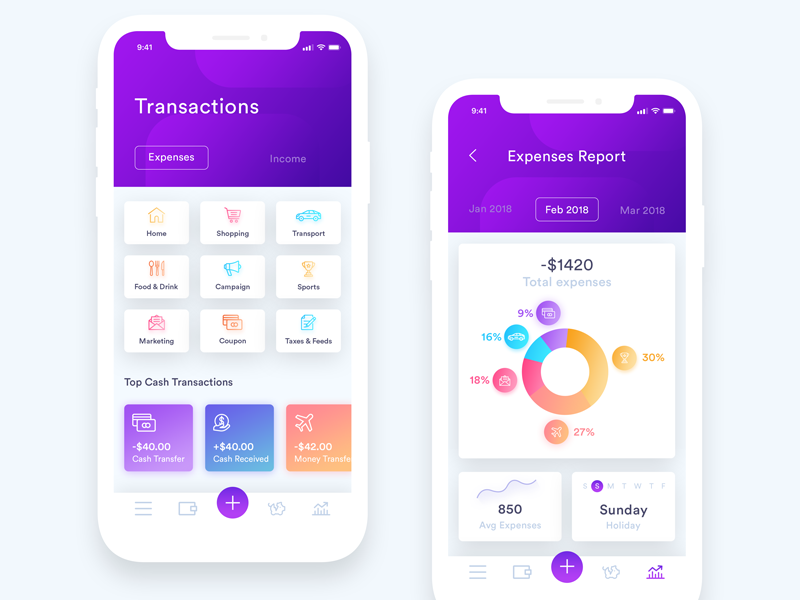 9:41
Transactions
Expenses
Income
Home
Shopping
Transport
Food & Drink
Campaign
Sports
Marketing
Coupon
Taxes & Feeds
Top Cash Transactions
-$40.00
Cash Transfer
+$40.00
Cash Received
-$42.00
Money Transfe
9:41
Expenses Report
Jan 2018
Feb 2018
Mar 2018
-$1420
Total expenses
9%
16%
30%
18%
27%
850
Avg Expenses
S S M T W T F
Sunday
Holiday